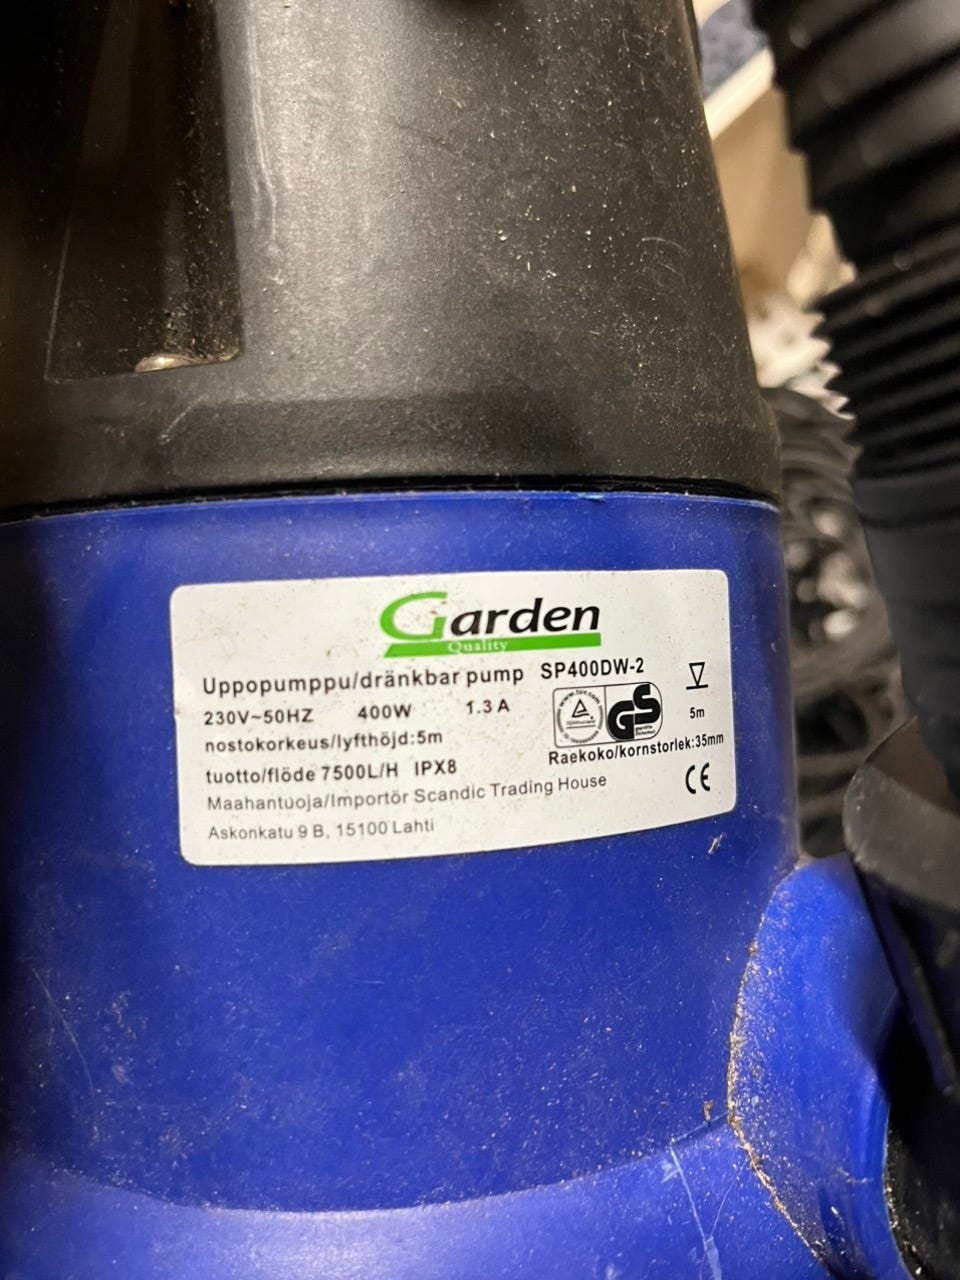 Garden
Quality
Uppopumppu/dränkbar pump SP400DW-2
230V~50HZ 400W 1.3A
5m
nostokorkeus/lyfthöjd:5m
Raekoko/kornstorlek:35mm
tuotto/flöde 7500L/H IPX8
Maahantuoja/Importör Scandic Trading House
CE
Askonkatu 9 B, 15100 Lahti
GS